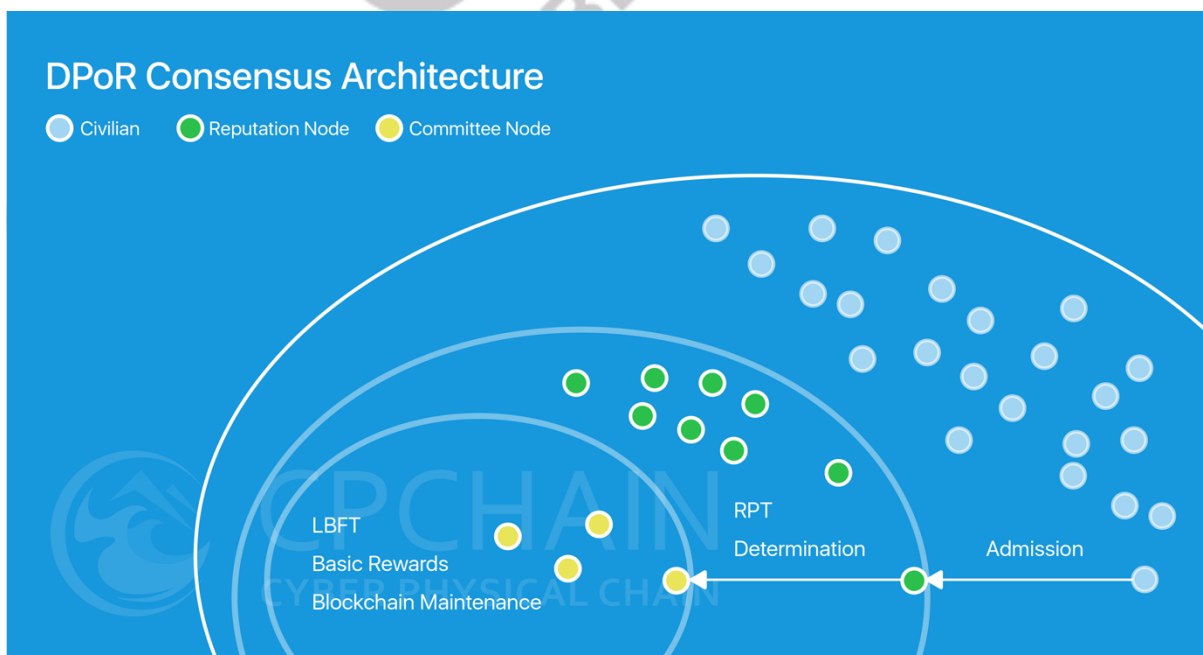 DPoR Consensus Architecture
Civilian
Reputation Node
Committee Node
CPCHAIN
CYBER PHYSICAL CHAIN
LBFT
Basic Rewards
Blockchain Maintenance
RPT
Determination
Admission